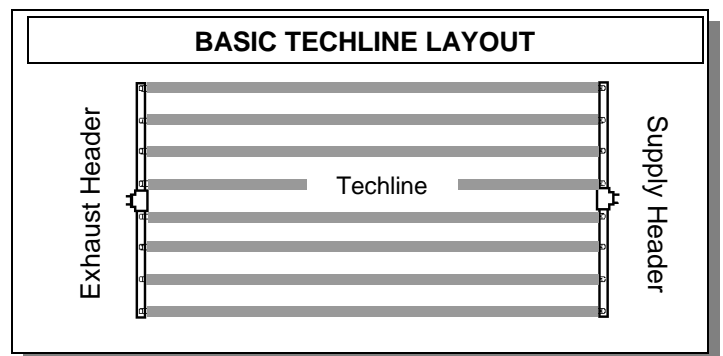 BASIC TECHLINE LAYOUT
Exhaust Header
Techline
Supply Header